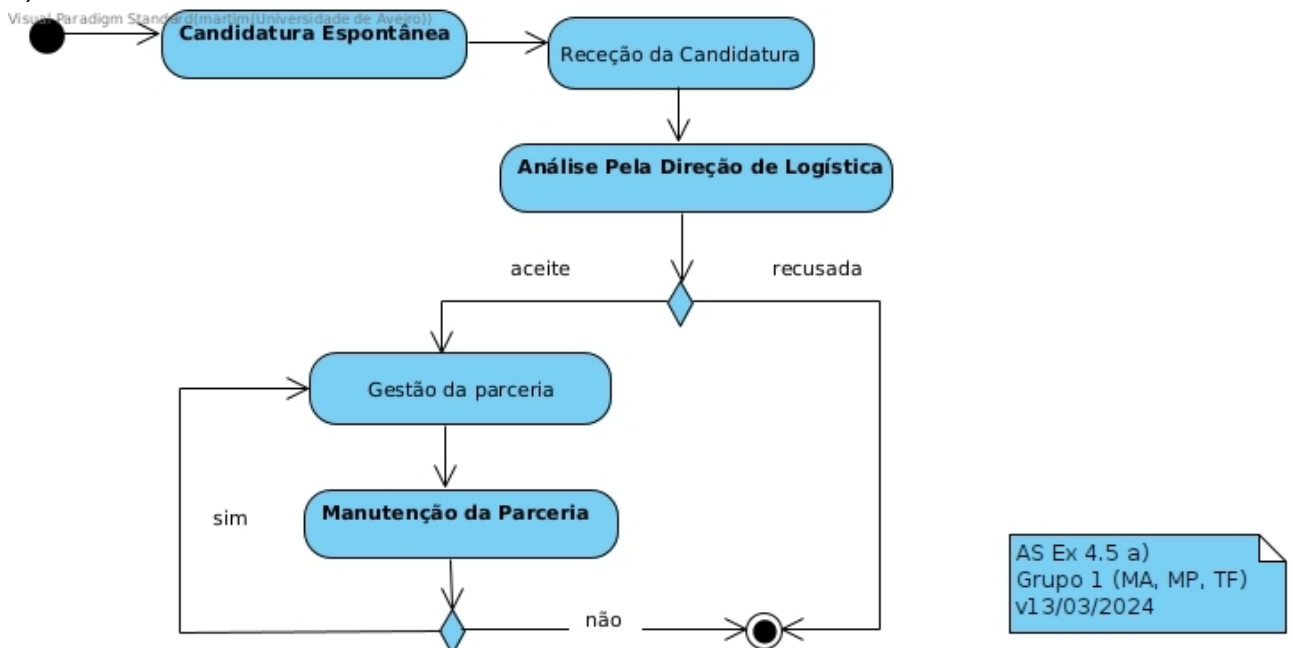 Visual Paradigm Standard(martim(Universidade de Aveiro))
Candidatura Espontânea
Receção da Candidatura
Análise Pela Direção de Logística
aceite
recusada
Gestão da parceria
Manutenção da Parceria
sim
não
AS Ex 4.5 a)
Grupo 1 (MA, MP, TF)
v13/03/2024